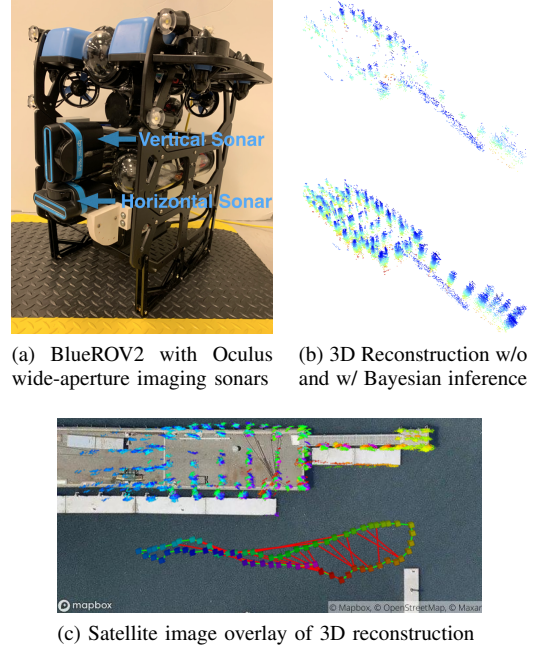 Vertical Sonar
Horizontal Sonar
(a) BlueROV2 with Oculus
wide-aperture imaging sonars
(b) 3D Reconstruction w/o
and w/ Bayesian inference
mapbox
© Mapbox, © OpenStreetMap, © Maxar
(c) Satellite image overlay of 3D reconstruction